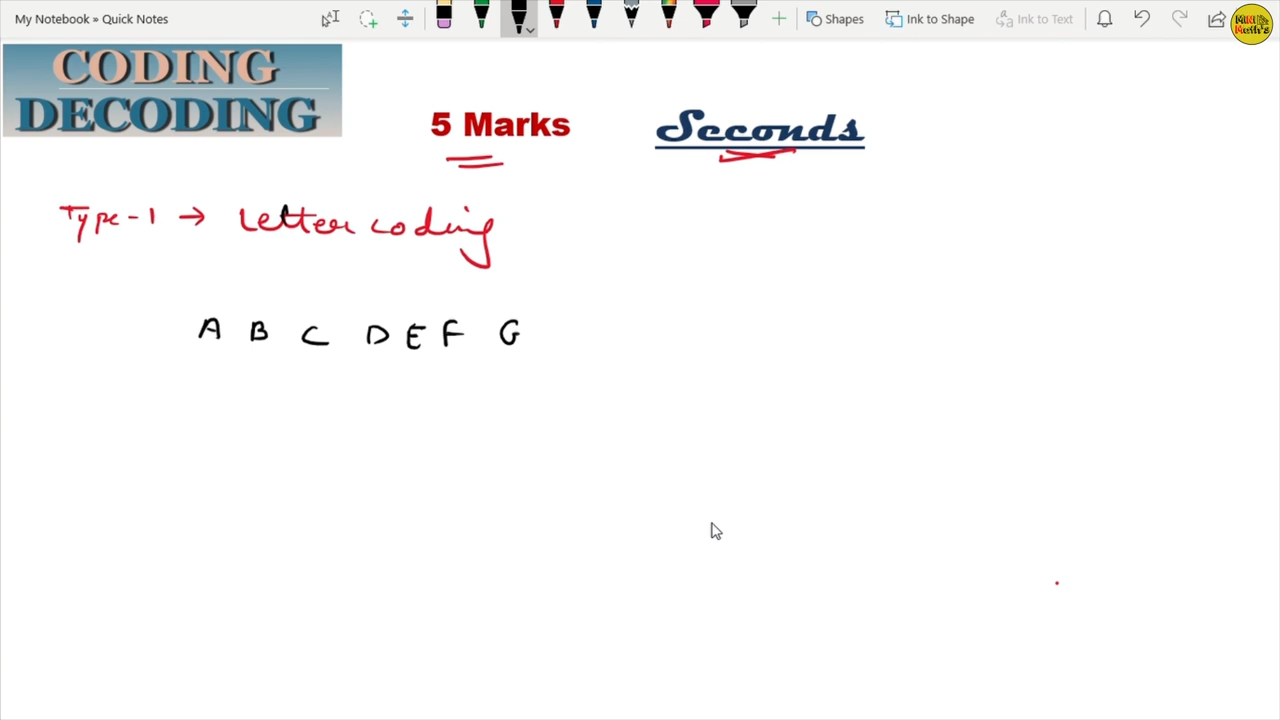 My Notebook » Quick Notes
Shapes
Ink to Shape
Ink to Text
CODING
DECODING
5 Marks
Seconds
Type-1 → Letter coding
A B C D E F G